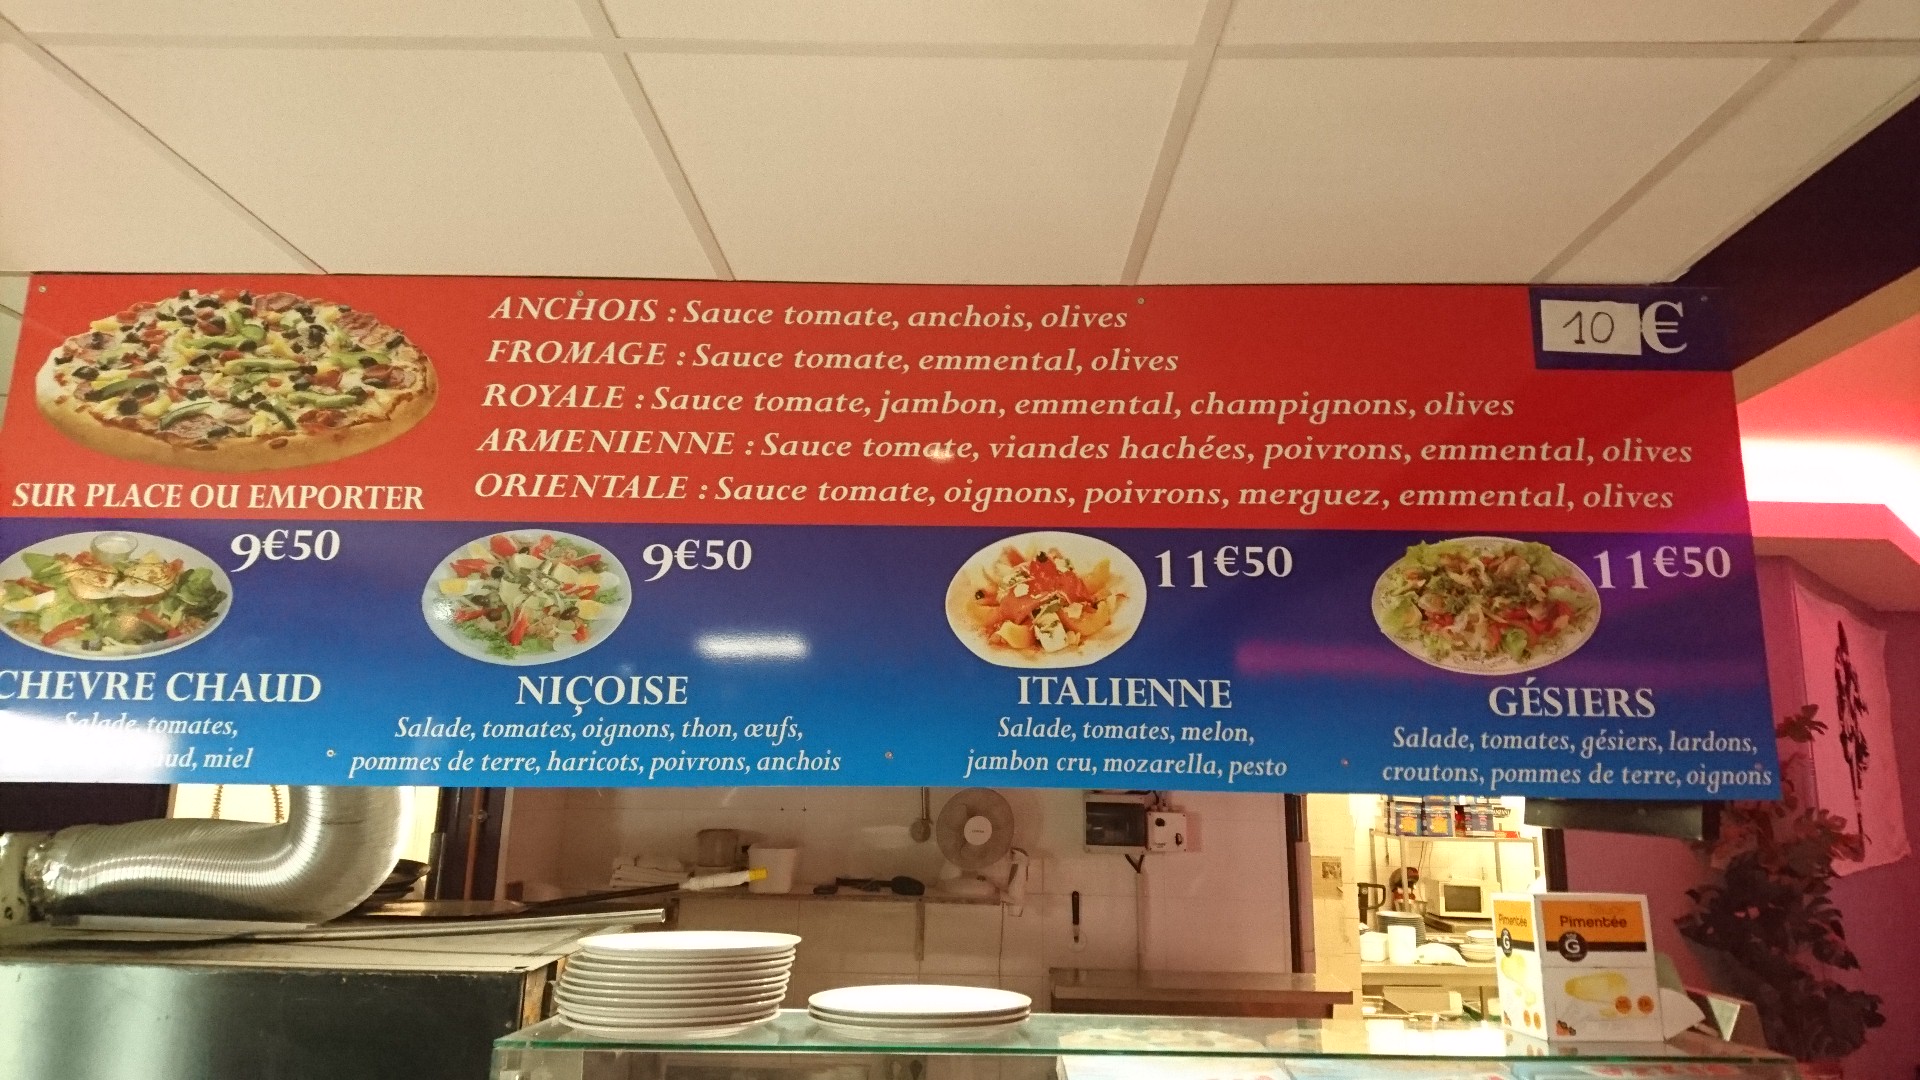 ANCHOIS : Sauce tomate, anchois, olives
10 €
FROMAGE : Sauce tomate, emmental, olives
ROYALE : Sauce tomate, jambon, emmental, champignons, olives
ARMENIENNE : Sauce tomate, viandes hachées, poivrons, emmental, olives
ORIENTALE : Sauce tomate, oignons, poivrons, merguez, emmental, olives
SUR PLACE OU EMPORTER
9€50
CHEVRE CHAUD
Salade, tomates,
miel
9€50
NIÇOISE
Salade, tomates, oignons, thon, œufs,
pommes de terre, haricots, poivrons, anchois
11€50
ITALIENNE
Salade, tomates, melon,
jambon cru, mozarella, pesto
11€50
GÉSIERS
Salade, tomates, gésiers, lardons,
croutons, pommes de terre, oignons
Pimentée
G
Pimentée
G